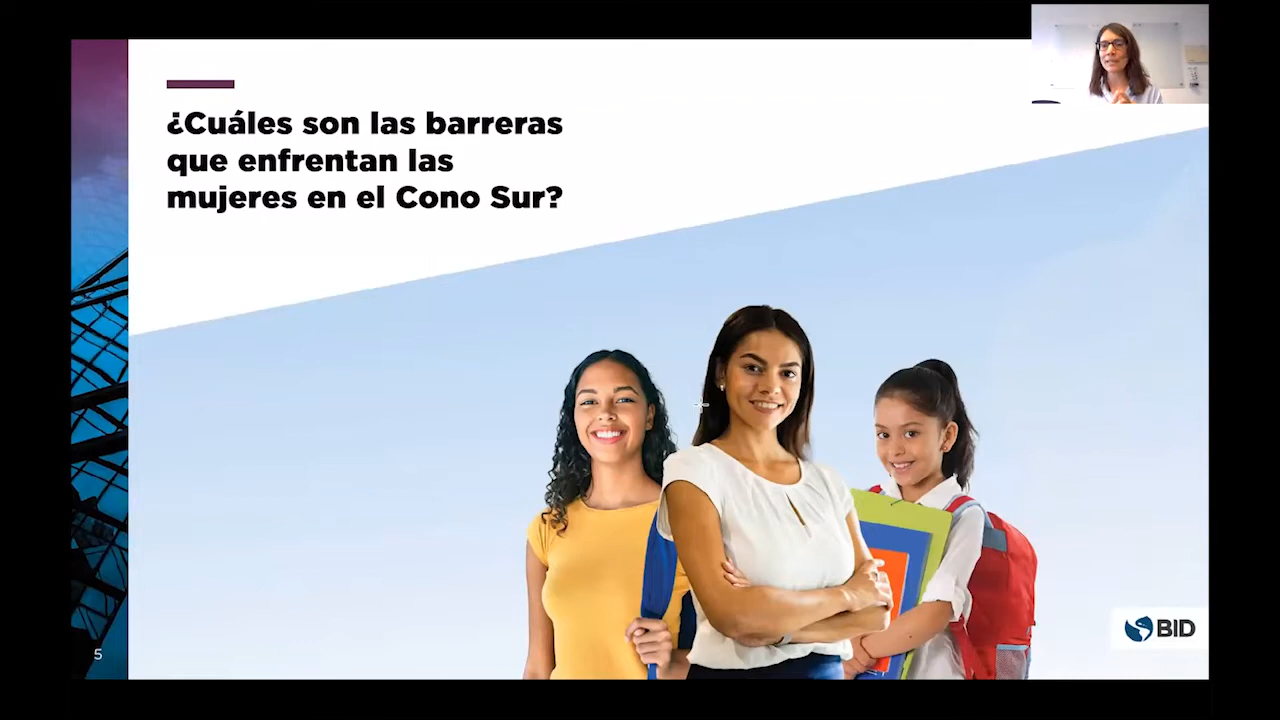 ¿Cuáles son las barreras
que enfrentan las
mujeres en el Cono Sur?
BID
5